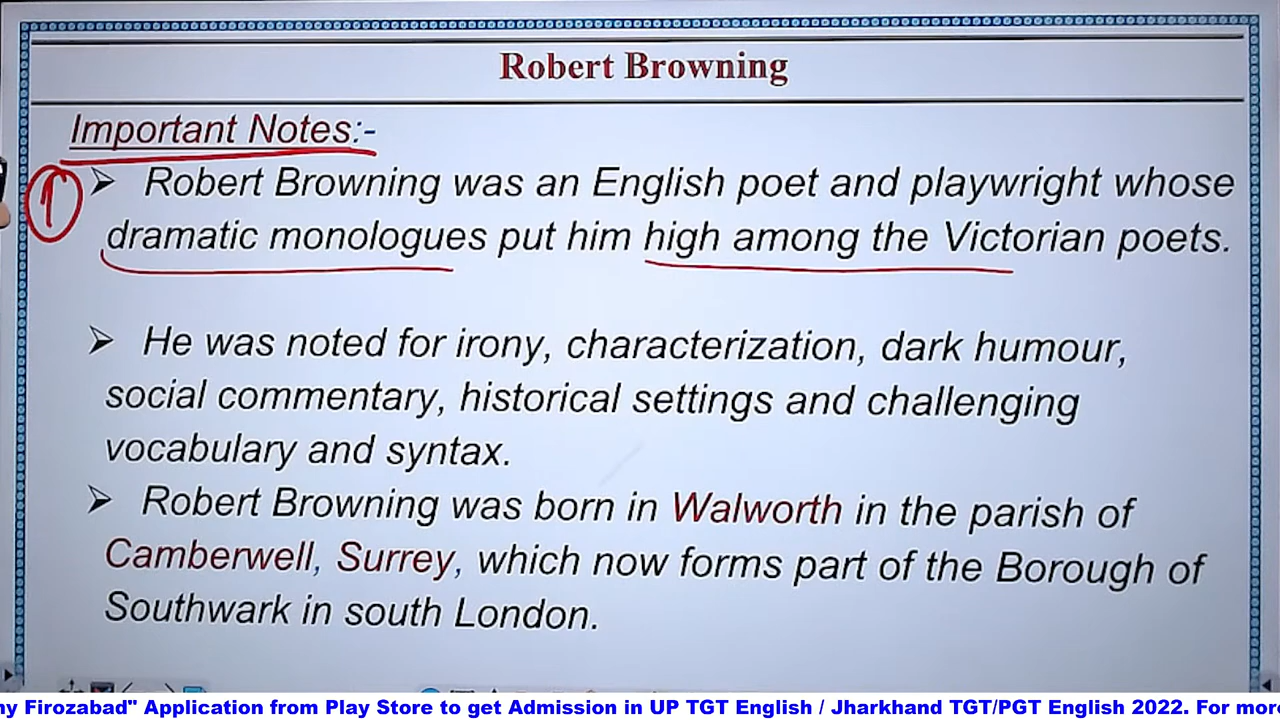 Robert Browning
Important Notes:-
1
➢ Robert Browning was an English poet and playwright whose
dramatic monologues put him high among the Victorian poets.
➢ He was noted for irony, characterization, dark humour,
social commentary, historical settings and challenging
vocabulary and syntax.
➢ Robert Browning was born in Walworth in the parish of
Camberwell, Surrey, which now forms part of the Borough of
Southwark in south London.
Firozabad" Application from Play Store to get Admission in UP TGT English / Jharkhand TGT/PGT English 2022. For